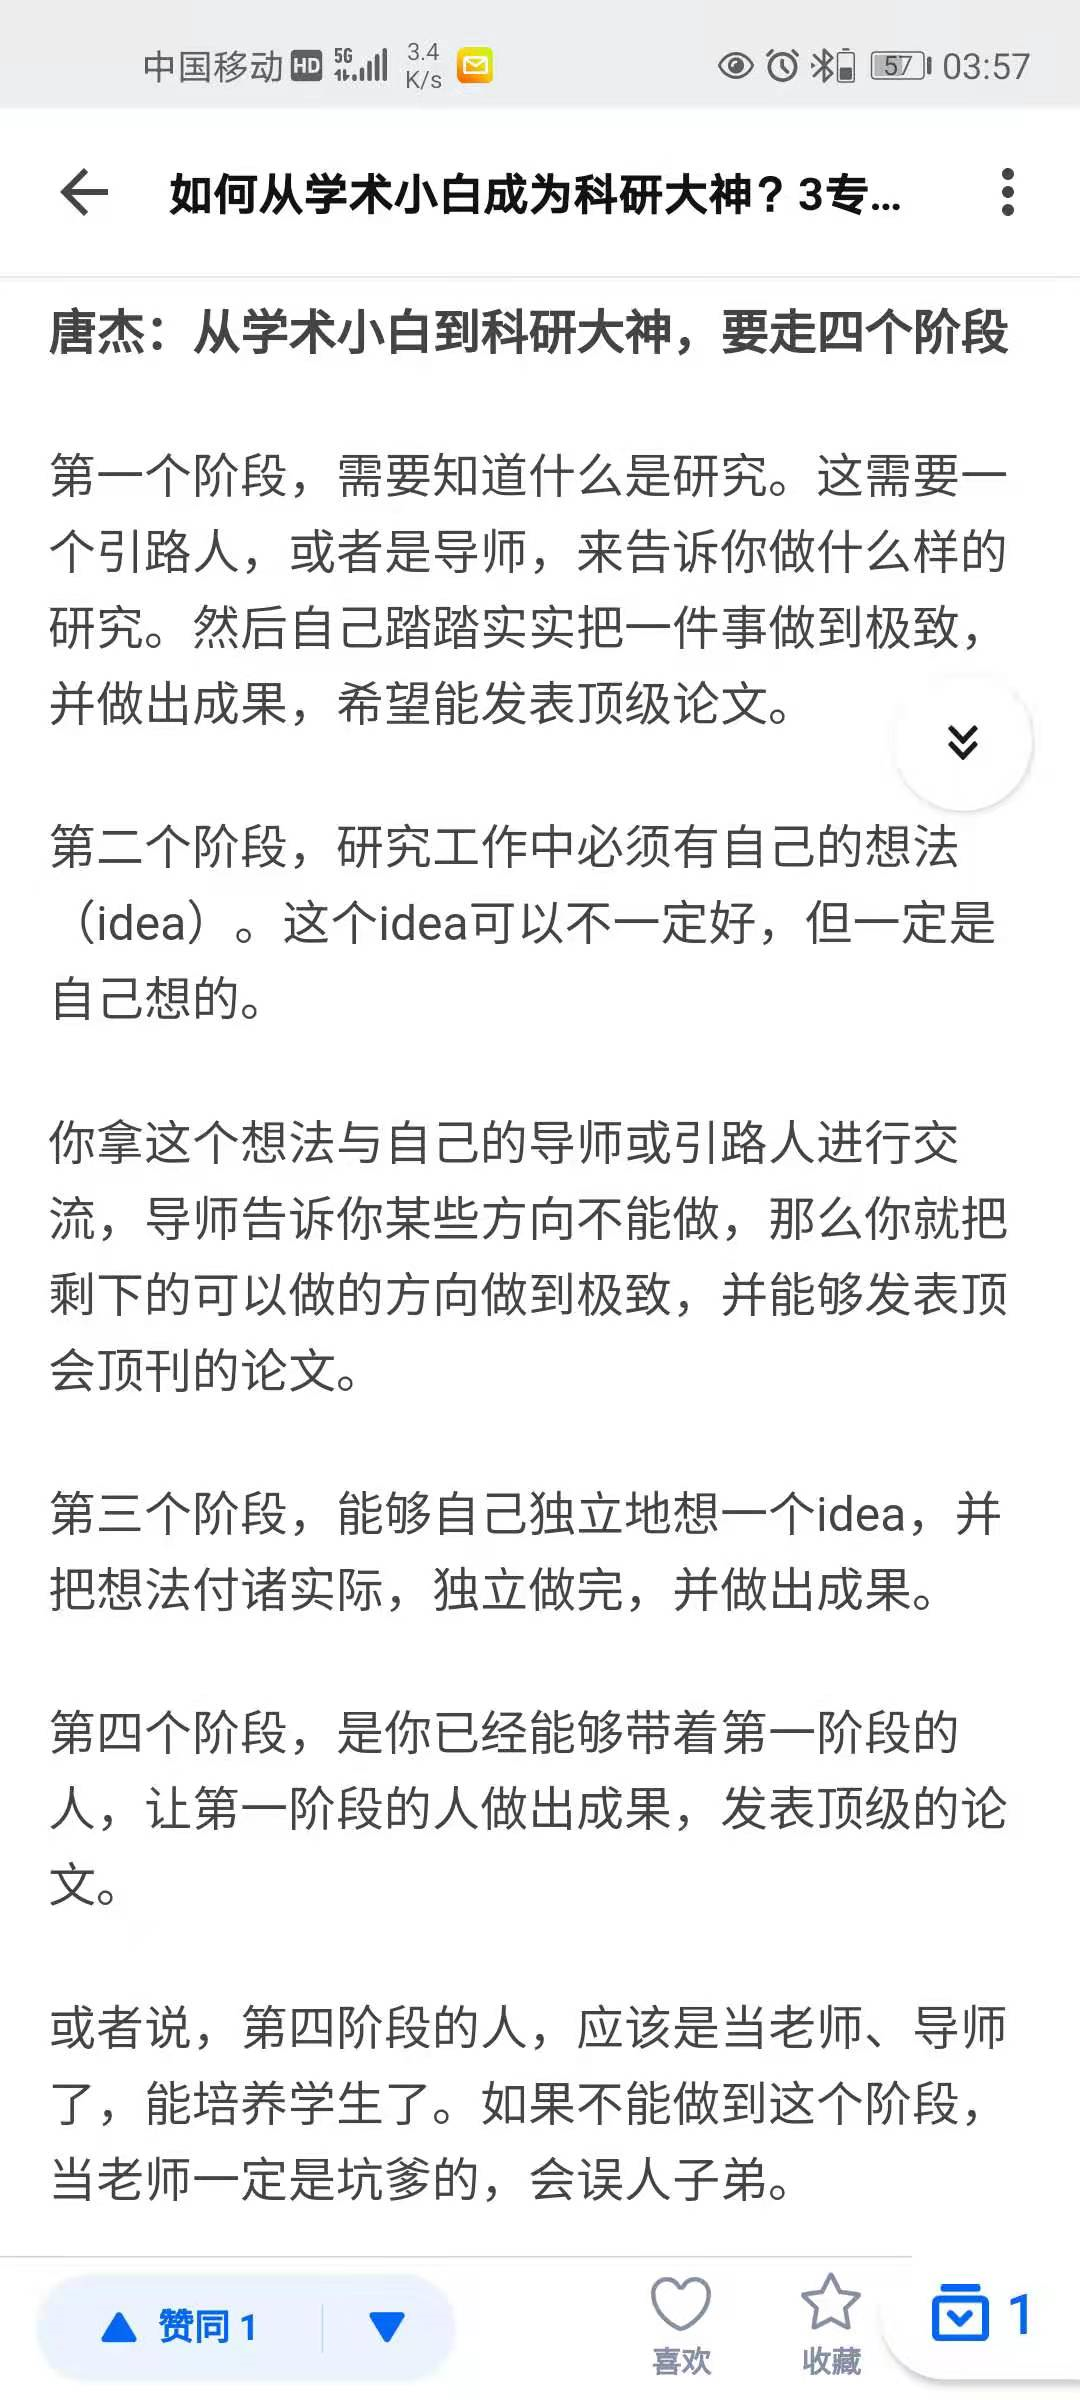 中国移动 HD 5G 3.4 K/s 57 03:57
如何从学术小白成为科研大神？3专...
唐杰：从学术小白到科研大神，要走四个阶段
第一个阶段，需要知道什么是研究。这需要一
个引路人，或者是导师，来告诉你做什么样的
研究。然后自己踏踏实实把一件事做到极致，
并做出成果，希望能发表顶级论文。
第二个阶段，研究工作中必须有自己的想法
（idea）。这个idea可以不一定好，但一定是
自己想的。
你拿这个想法与自己的导师或引路人进行交
流，导师告诉你某些方向不能做，那么你就把
剩下的可以做的方向做到极致，并能够发表顶
会顶刊的论文。
第三个阶段，能够自己独立地想一个idea，并
把想法付诸实际，独立做完，并做出成果。
第四个阶段，是你已经能够带着第一阶段的
人，让第一阶段的人做出成果，发表顶级的论
文。
或者说，第四阶段的人，应该是当老师、导师
了，能培养学生了。如果不能做到这个阶段，
当老师一定是坑爹的，会误人子弟。
赞同 1
喜欢
收藏
1